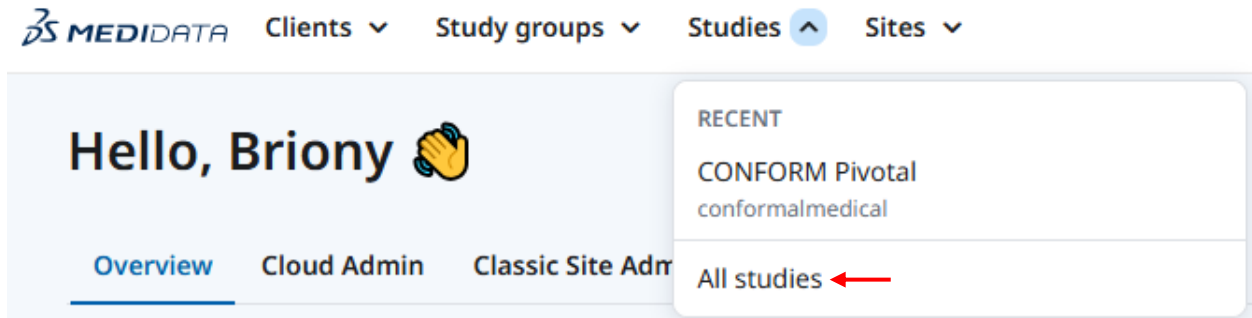 3S MEDIDATA Clients Study groups Studies Sites
Hello, Briony 👋
RECENT
CONFORM Pivotal
conformalmedical
Overview Cloud Admin Classic Site Adm
All studies